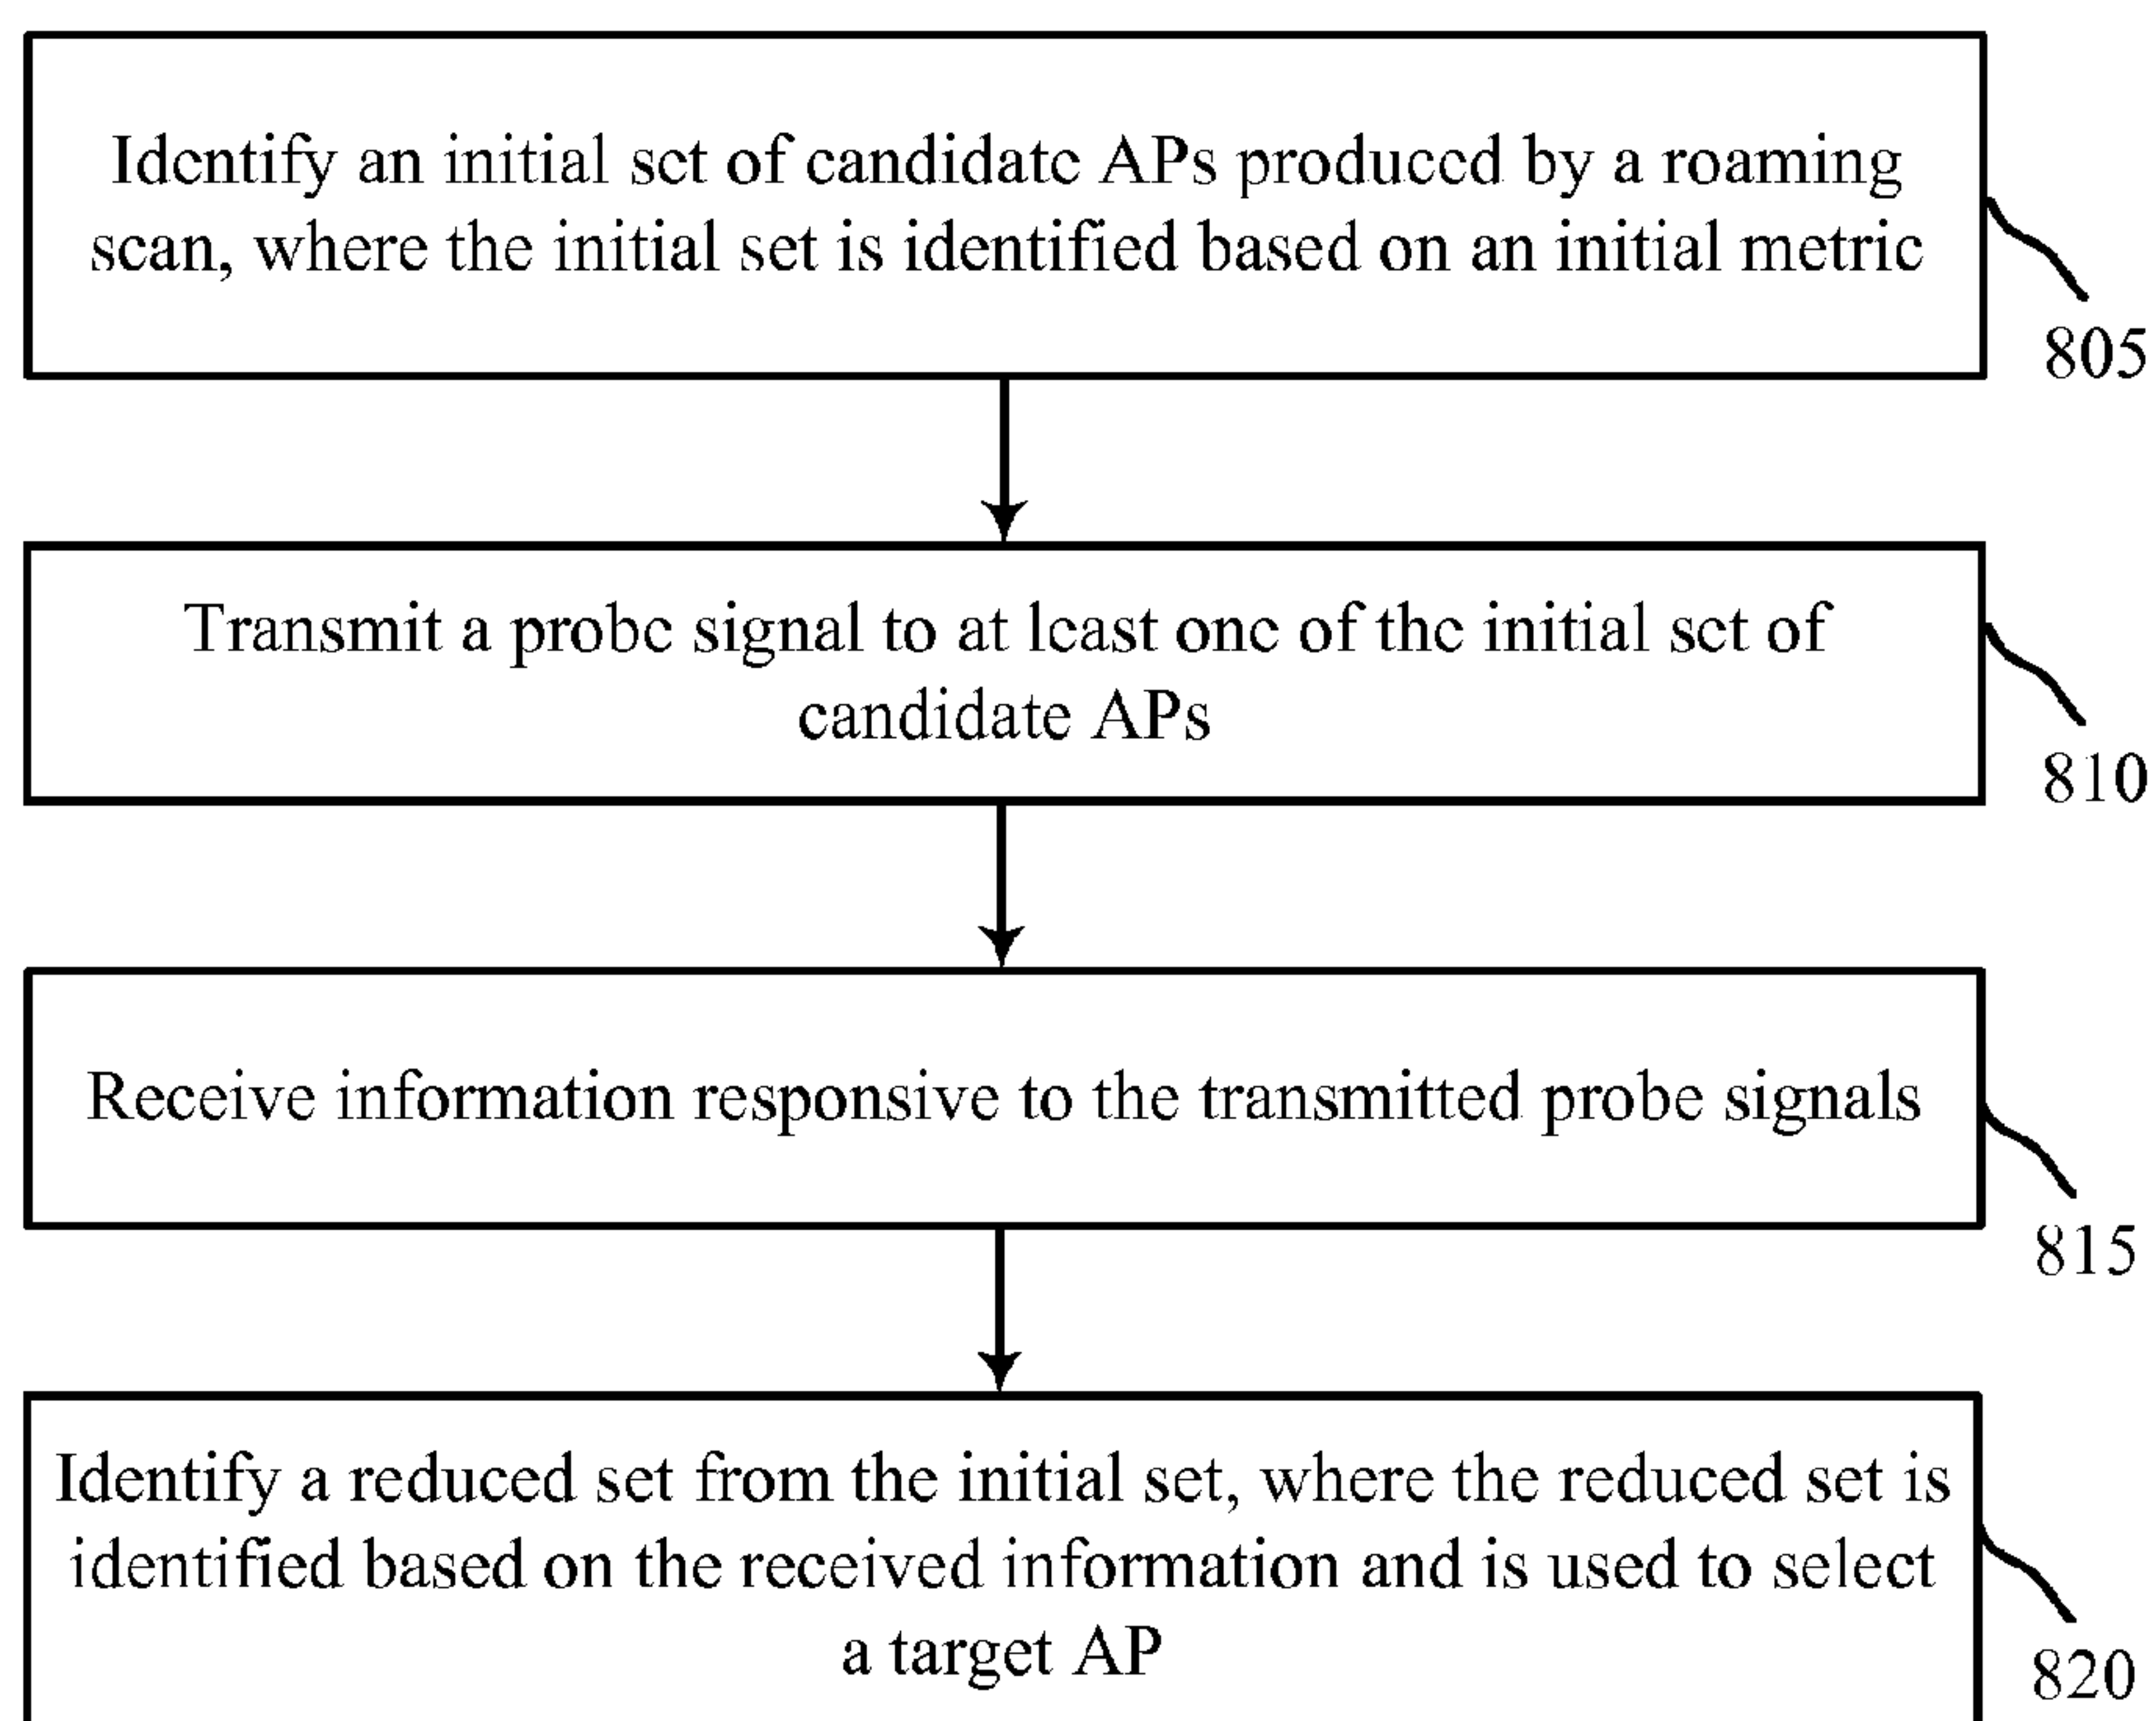 Identify an initial set of candidate APs produced by a roaming
scan, where the initial set is identified based on an initial metric
805
Transmit a probe signal to at least one of the initial set of
candidate APs
810
Receive information responsive to the transmitted probe signals
815
Identify a reduced set from the initial set, where the reduced set is
identified based on the received information and is used to select
a target AP
820